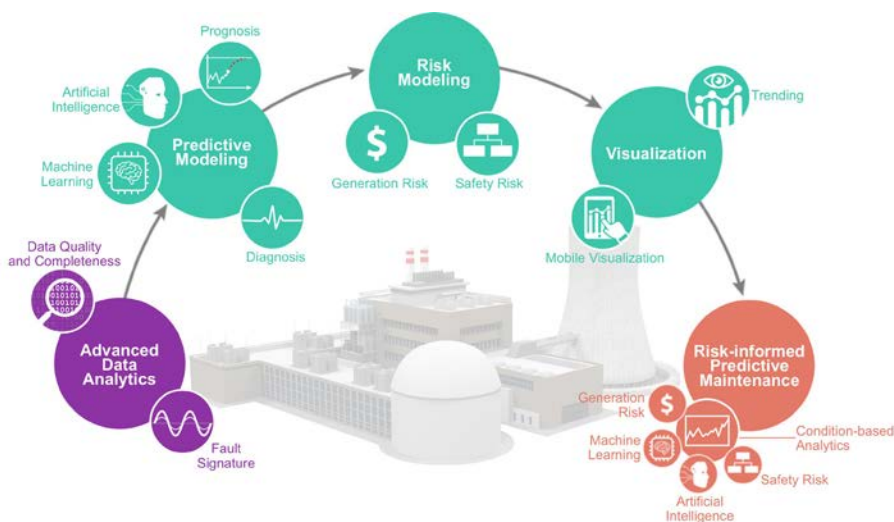 Prognosis
Artificial
Intelligence
Machine
Learning
Predictive
Modeling
Diagnosis
Risk
Modeling
$
Generation Risk
Safety Risk
Trending
Visualization
Mobile Visualization
Data Quality
and Completeness
Advanced
Data
Analytics
Fault
Signature
Risk-informed
Predictive
Maintenance
Generation
Risk
$
Machine
Learning
Artificial
Intelligence
Safety Risk
Condition-based
Analytics